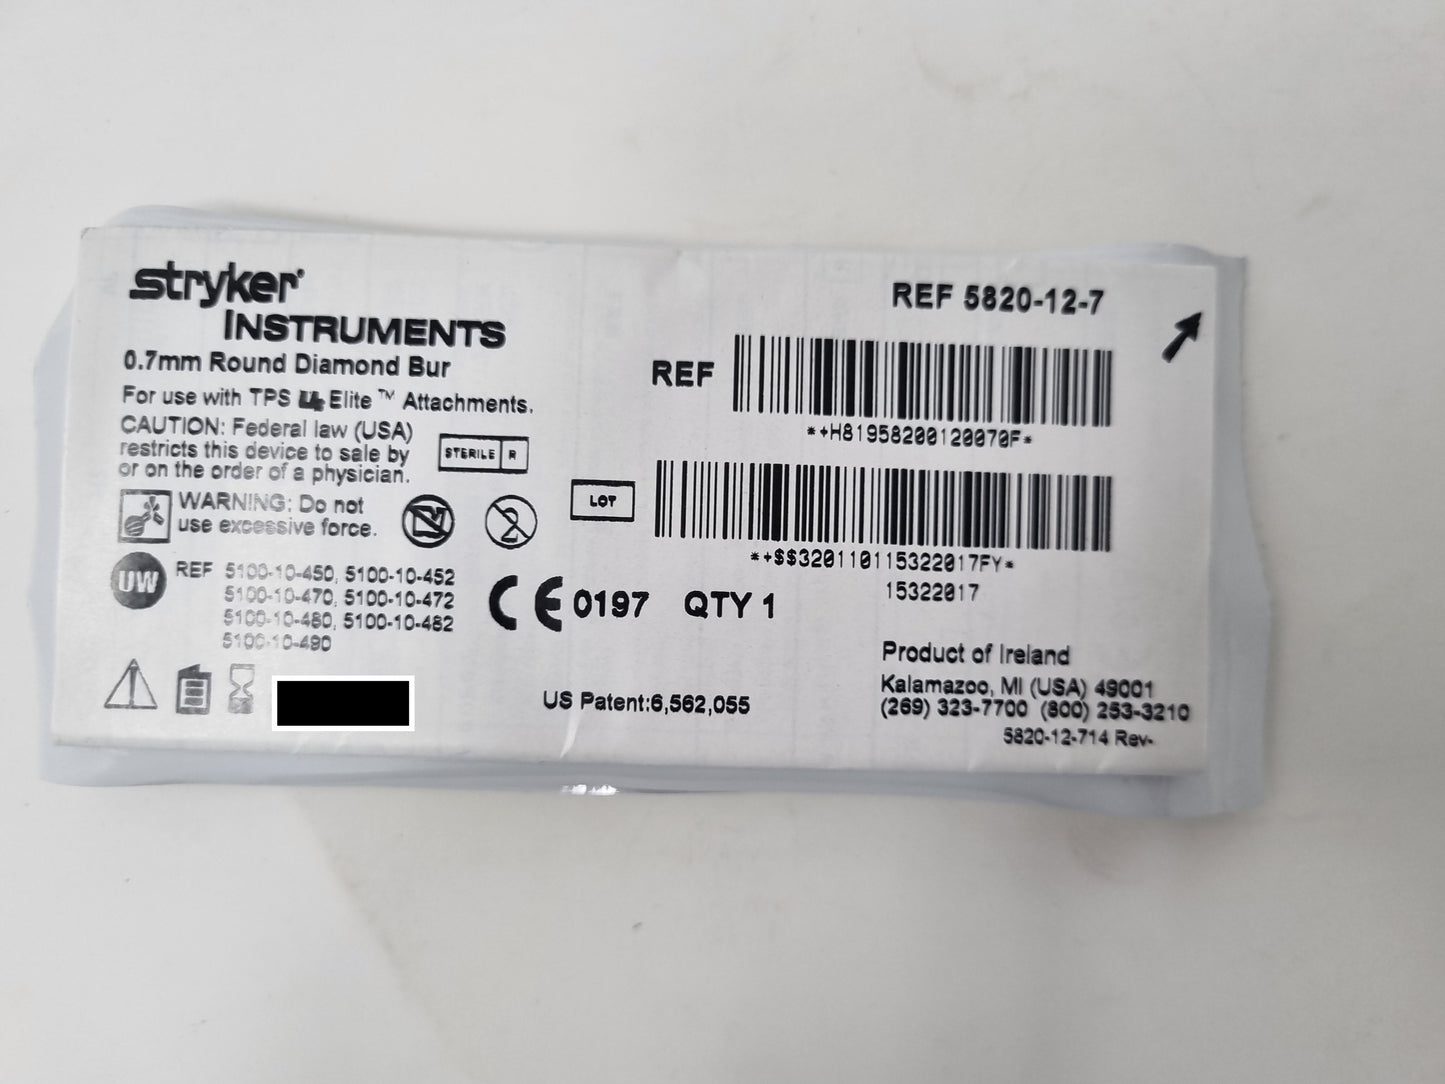 stryker®
INSTRUMENTS
0.7mm Round Diamond Bur
For use with TPS Elite™ Attachments.
CAUTION: Federal law (USA)
restricts this device to sale by
or on the order of a physician.
STERILE R
WARNING: Do not
use excessive force.
2
UW
REF 5100-10-450, 5100-10-452
5100-10-470, 5100-10-472
5100-10-480, 5100-10-482
5100-10-490
CE 0197 QTY 1
US Patent:6,562,055
REF 5820-12-7
REF
*+H81958200120070F*
LOT
*+$$320110115322017FY*
15322017
Product of Ireland
Kalamazoo, MI (USA) 49001
(269) 323-7700 (800) 253-3210
5820-12-714 Rev-